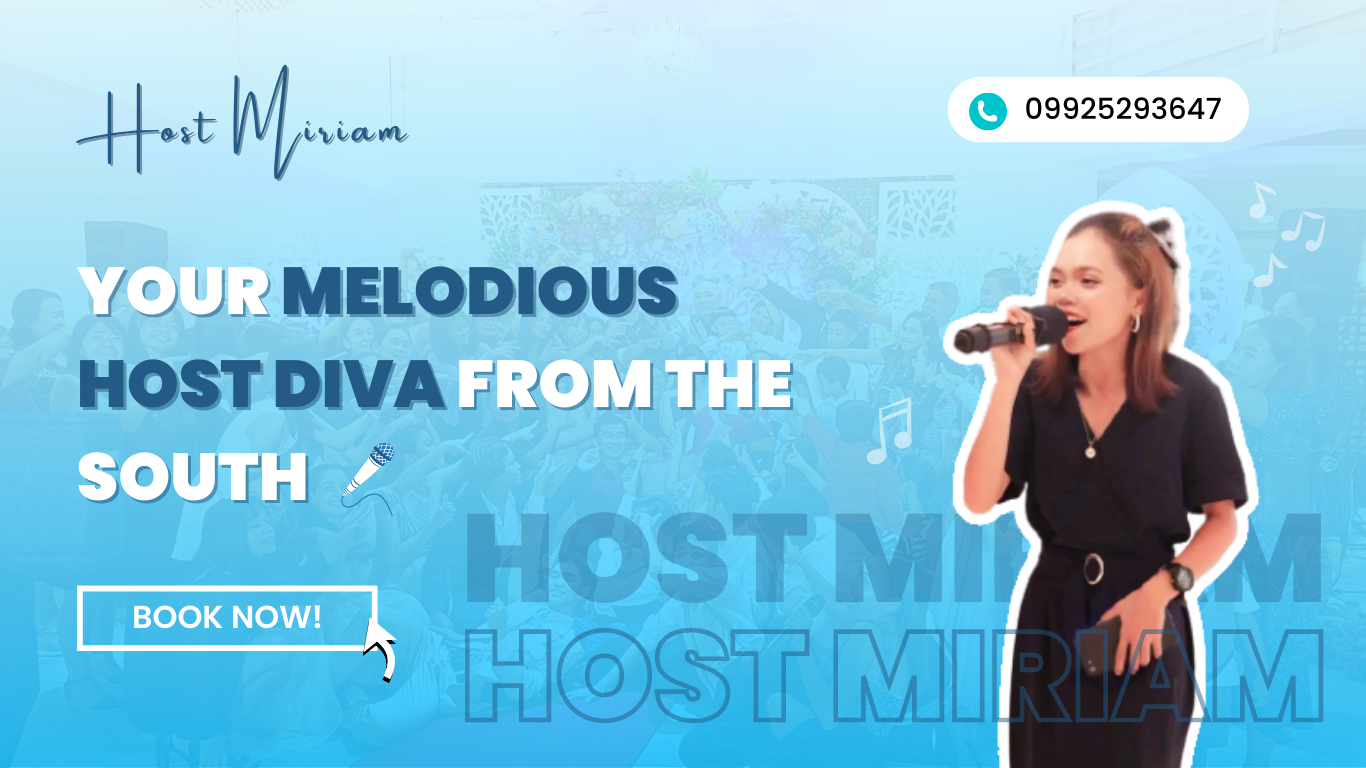 Host Miriam
09925293647
YOUR MELODIOUS
HOST DIVA FROM THE
SOUTH
BOOK NOW!
HOST MIRIAM
HOST MIRIAM